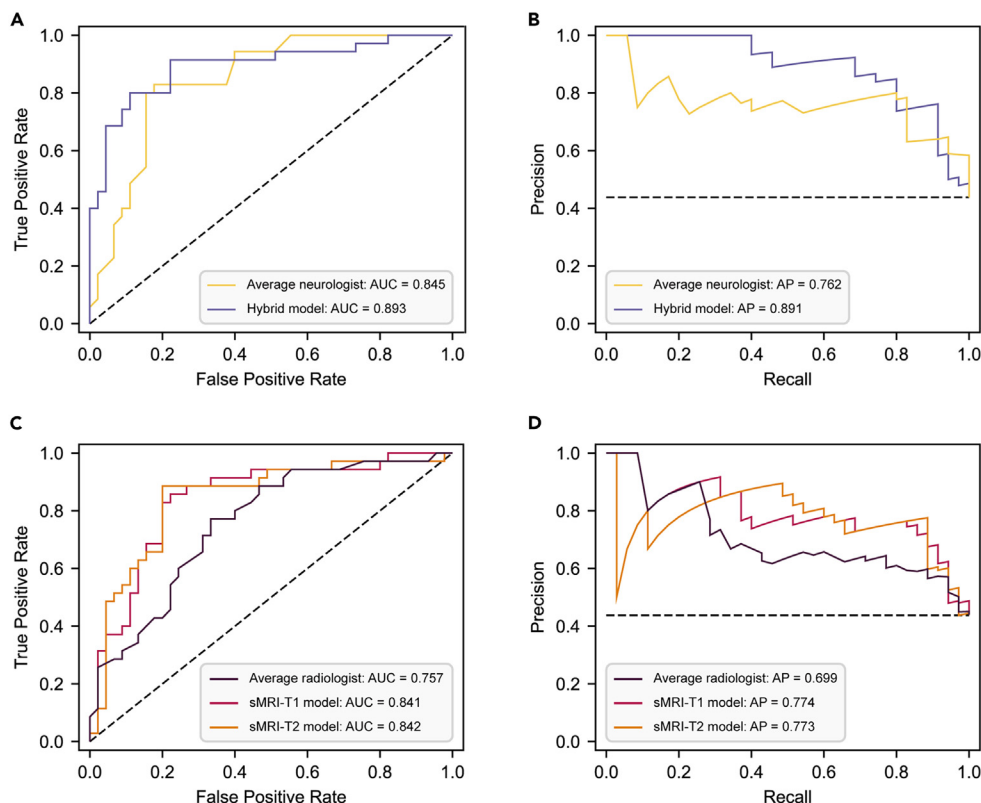 A
1.0
0.8
0.6
0.4
0.2
0.0
True Positive Rate
Average neurologist: AUC = 0.845
Hybrid model: AUC = 0.893
0.0 0.2 0.4 0.6 0.8 1.0
False Positive Rate
B
1.0
0.8
0.6
0.4
0.2
0.0
Precision
Average neurologist: AP = 0.762
Hybrid model: AP = 0.891
0.0 0.2 0.4 0.6 0.8 1.0
Recall
C
1.0
0.8
0.6
0.4
0.2
0.0
True Positive Rate
Average radiologist: AUC = 0.757
sMRI-T1 model: AUC = 0.841
sMRI-T2 model: AUC = 0.842
0.0 0.2 0.4 0.6 0.8 1.0
False Positive Rate
D
1.0
0.8
0.6
0.4
0.2
0.0
Precision
Average radiologist: AP = 0.699
sMRI-T1 model: AP = 0.774
sMRI-T2 model: AP = 0.773
0.0 0.2 0.4 0.6 0.8 1.0
Recall